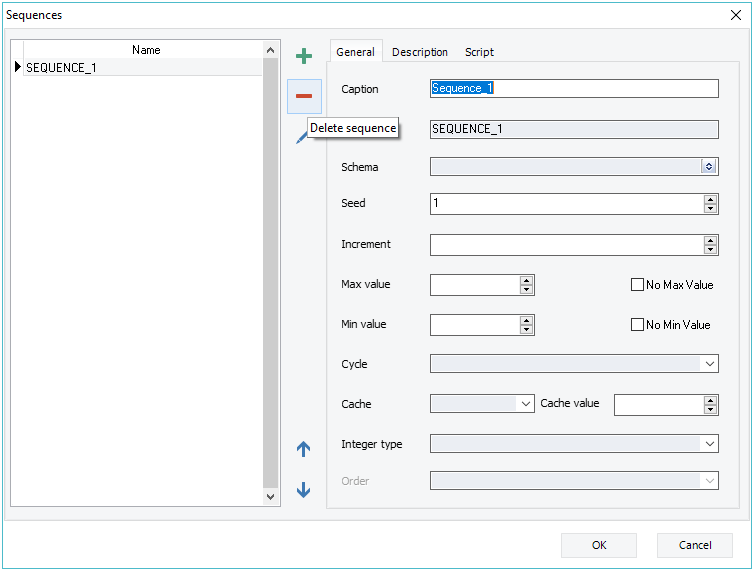 Sequences
Name
SEQUENCE_1
General Description Script
Caption Sequence_1
Delete sequence SEQUENCE_1
Schema
Seed 1
Increment
Max value No Max Value
Min value No Min Value
Cycle
Cache Cache value
Integer type
Order
OK Cancel